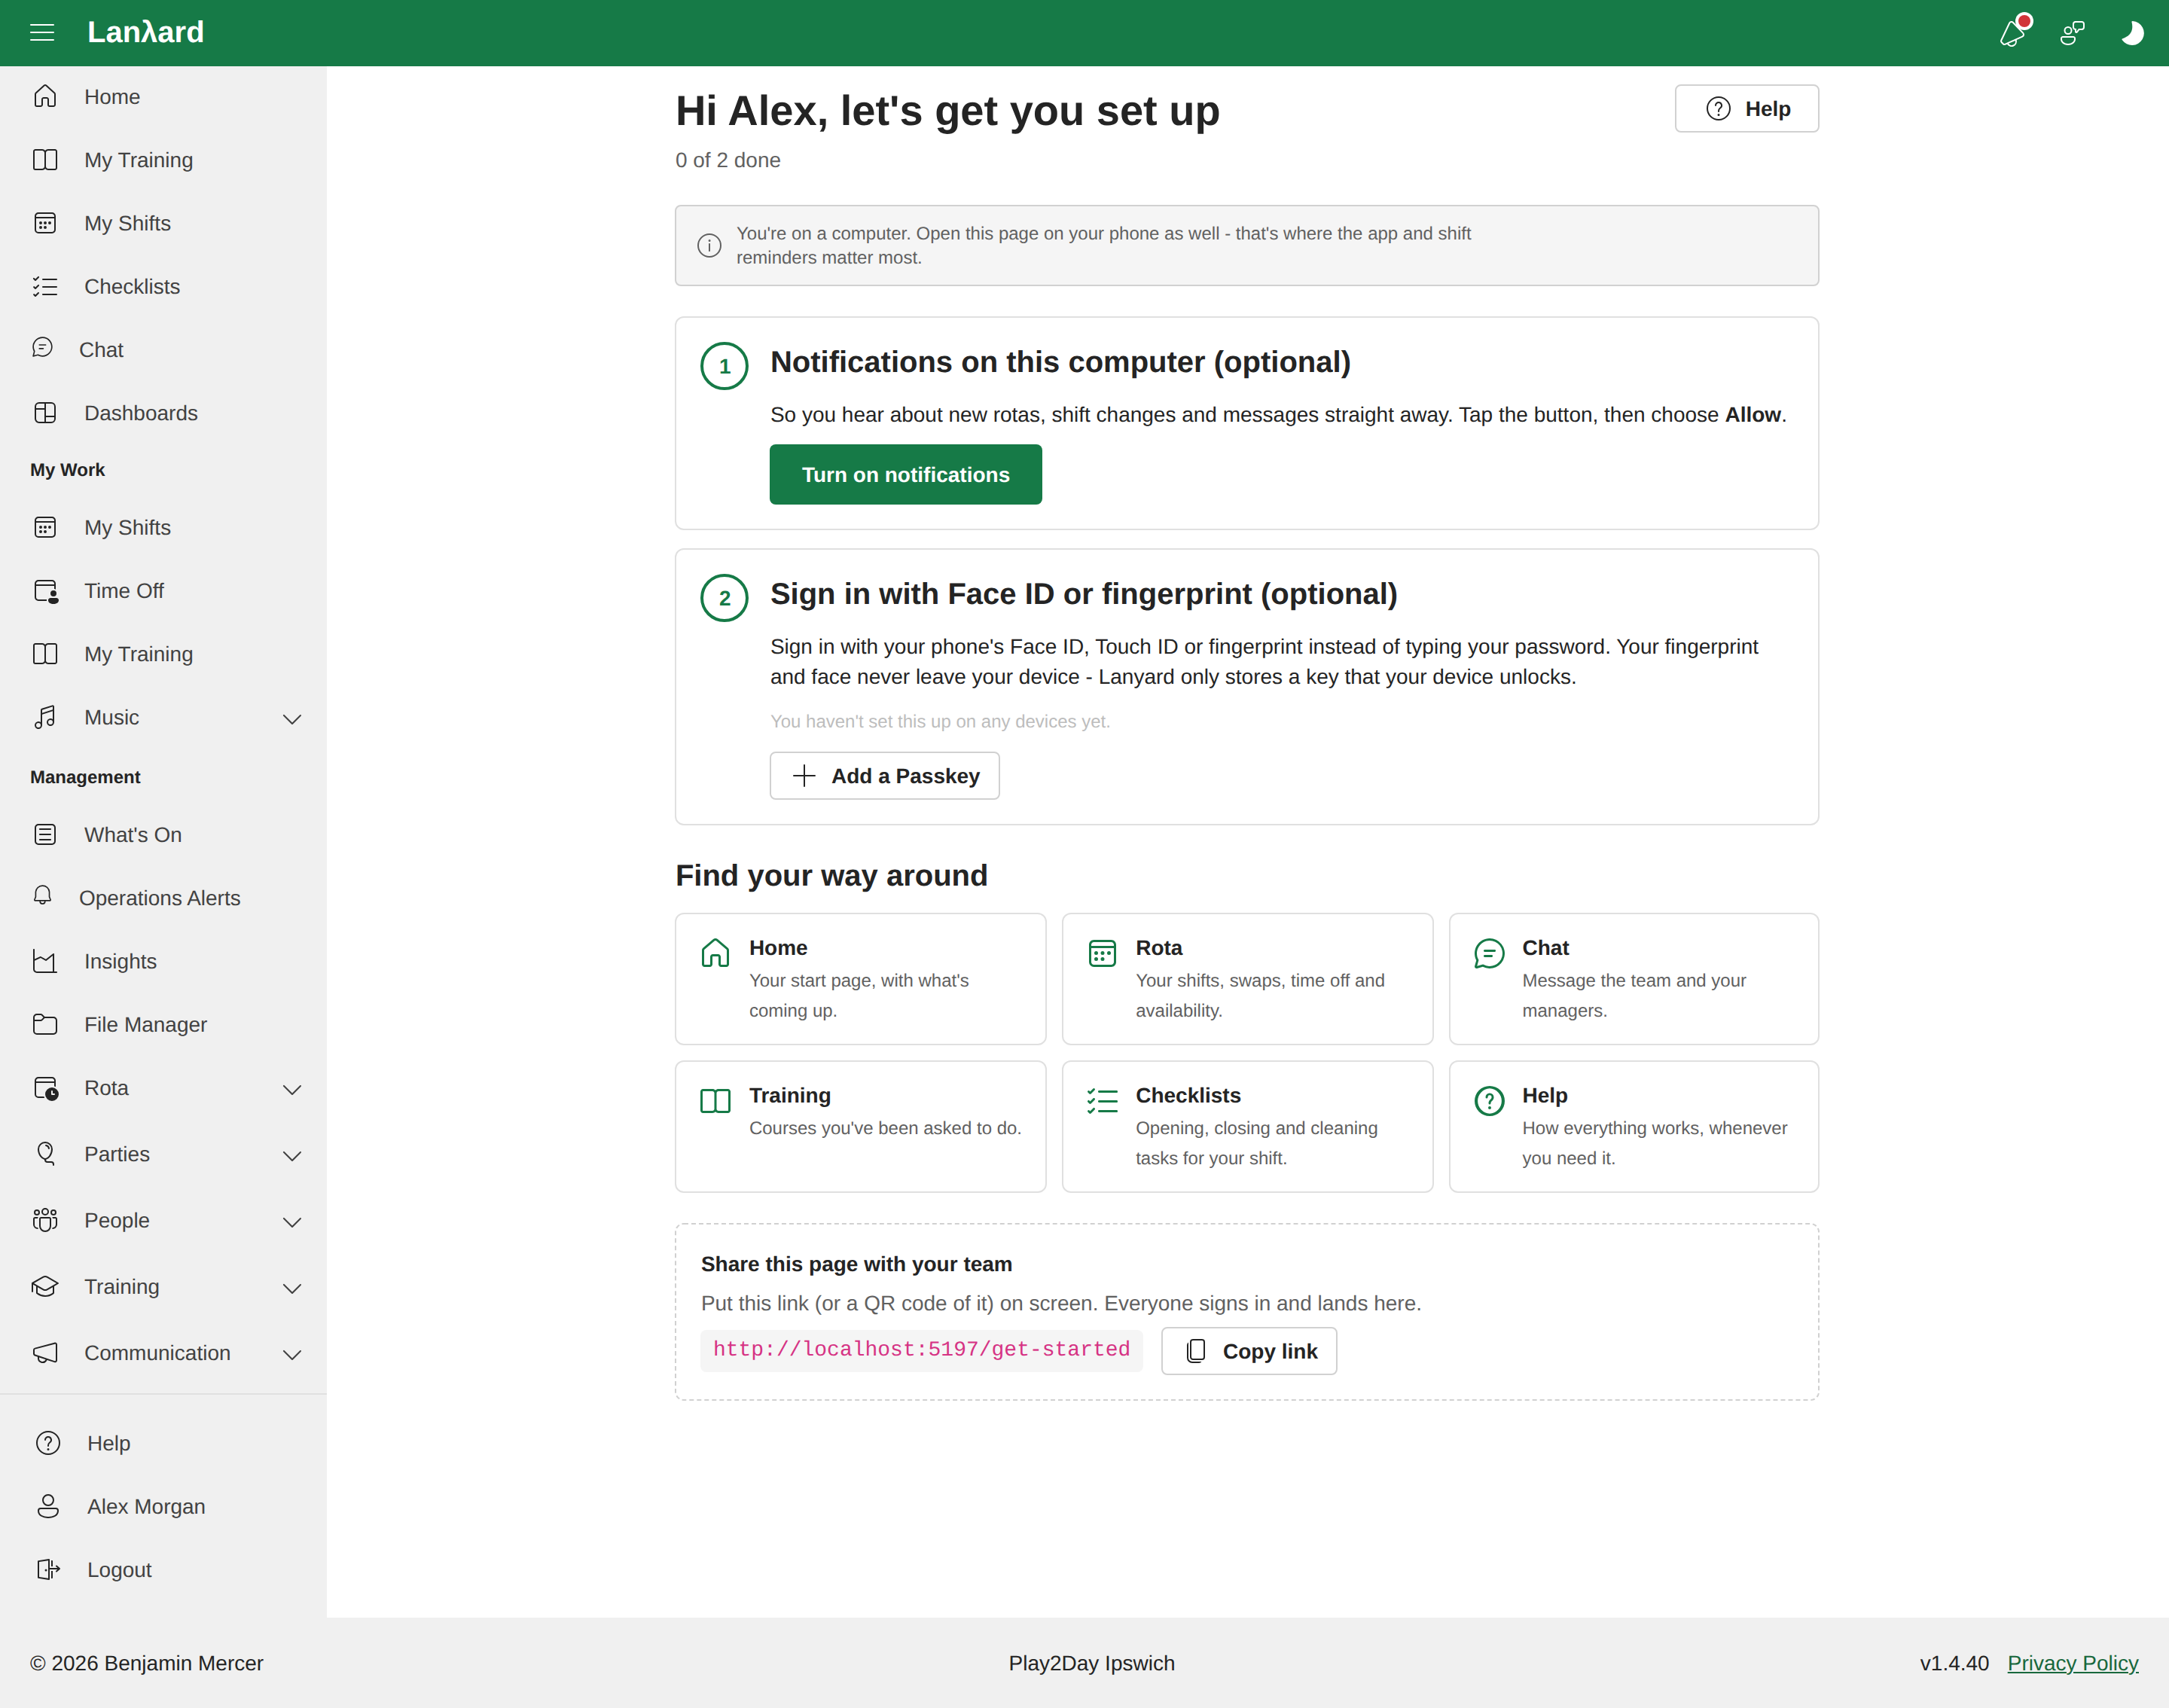 Lanλard
Home
My Training
My Shifts
Checklists
Chat
Dashboards
My Work
My Shifts
Time Off
My Training
Music
Management
What's On
Operations Alerts
Insights
File Manager
Rota
Parties
People
Training
Communication
Help
Alex Morgan
Logout
Hi Alex, let's get you set up
Help
0 of 2 done
You're on a computer. Open this page on your phone as well - that's where the app and shift
reminders matter most.
1
Notifications on this computer (optional)
So you hear about new rotas, shift changes and messages straight away. Tap the button, then choose Allow.
Turn on notifications
2
Sign in with Face ID or fingerprint (optional)
Sign in with your phone's Face ID, Touch ID or fingerprint instead of typing your password. Your fingerprint
and face never leave your device - Lanyard only stores a key that your device unlocks.
You haven't set this up on any devices yet.
Add a Passkey
Find your way around
Home
Your start page, with what's
coming up.
Rota
Your shifts, swaps, time off and
availability.
Chat
Message the team and your
managers.
Training
Courses you've been asked to do.
Checklists
Opening, closing and cleaning
tasks for your shift.
Help
How everything works, whenever
you need it.
Share this page with your team
Put this link (or a QR code of it) on screen. Everyone signs in and lands here.
http://localhost:5197/get-started
Copy link
© 2026 Benjamin Mercer
Play2Day Ipswich
v1.4.40
Privacy Policy